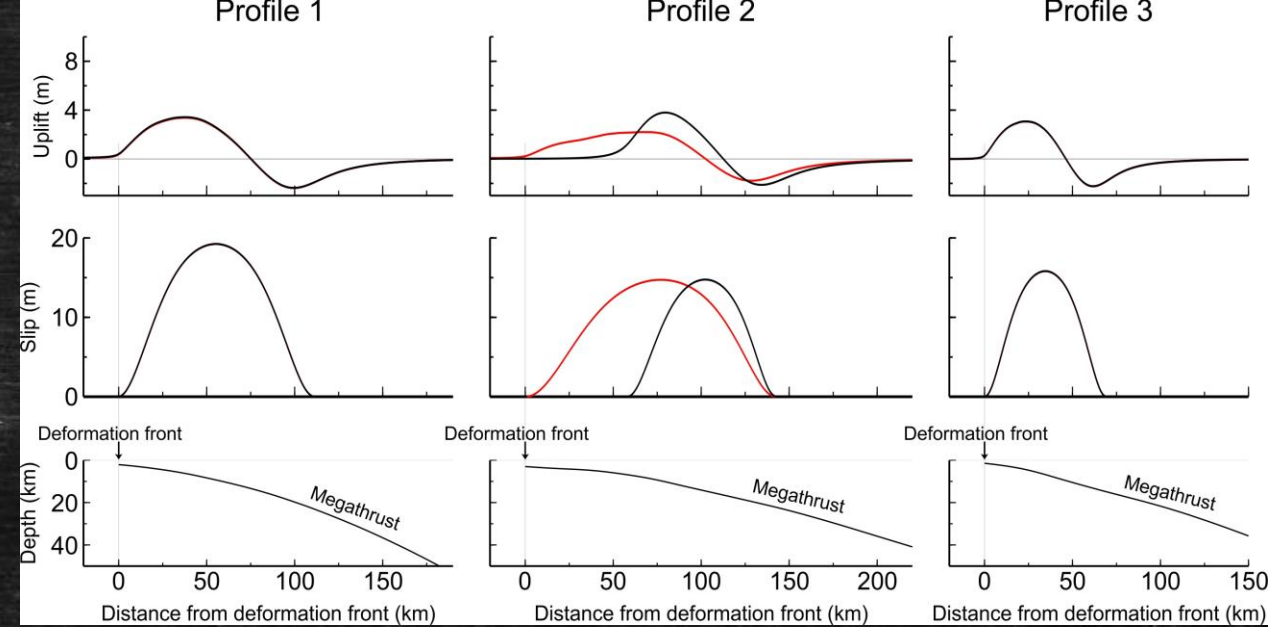 Profile 1
Profile 2
Profile 3
Uplift (m)
8
4
0
Slip (m)
20
10
0
Deformation front
Deformation front
Deformation front
Depth (km)
0
20
40
Megathrust
Megathrust
Megathrust
0 50 100 150
0 50 100 150 200
0 50 100 150
Distance from deformation front (km)
Distance from deformation front (km)
Distance from deformation front (km)